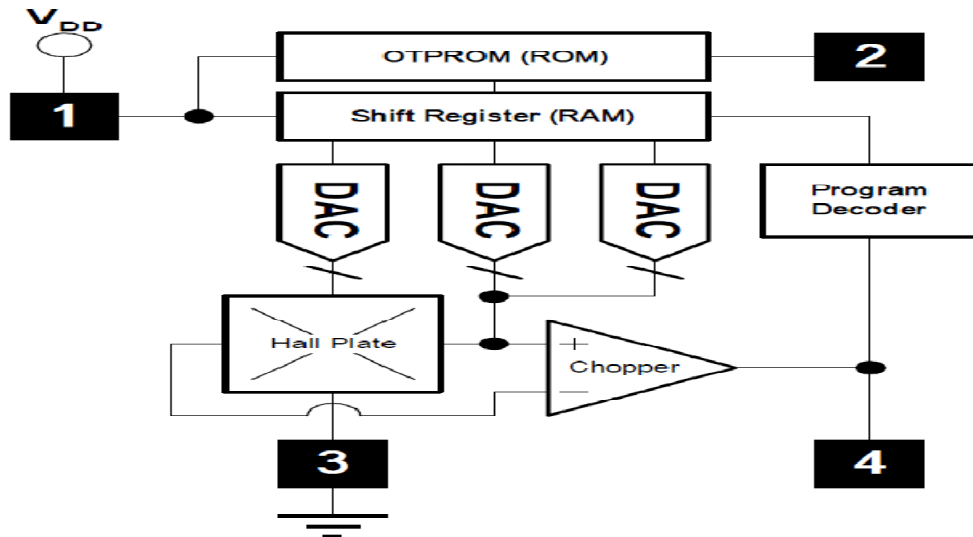 VDD
OTPROM (ROM)
2
1
Shift Register (RAM)
DAC
DAC
DAC
Program
Decoder
Hall Plate
+
Chopper
−
3
4